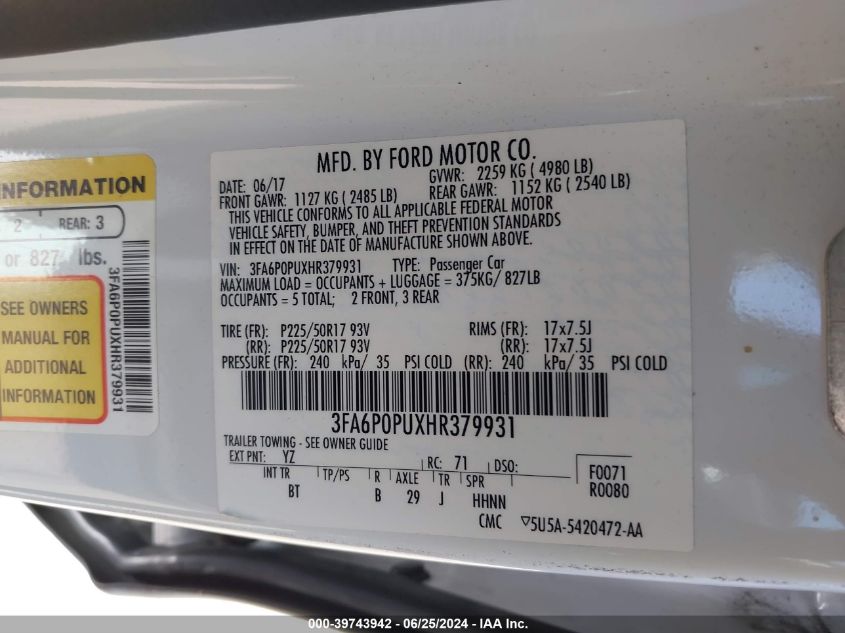 INFORMATION
2 REAR: 3
or 827 lbs.
SEE OWNERS
MANUAL FOR
ADDITIONAL
INFORMATION
3FA6P0PUXHR379931
MFD. BY FORD MOTOR CO.
DATE: 06/17 GVWR: 2259 KG ( 4980 LB)
FRONT GAWR: 1127 KG ( 2485 LB) REAR GAWR: 1152 KG ( 2540 LB)
THIS VEHICLE CONFORMS TO ALL APPLICABLE FEDERAL MOTOR
VEHICLE SAFETY, BUMPER, AND THEFT PREVENTION STANDARDS
IN EFFECT ON THE DATE OF MANUFACTURE SHOWN ABOVE.
VIN: 3FA6P0PUXHR379931 TYPE: Passenger Car
MAXIMUM LOAD = OCCUPANTS + LUGGAGE = 375KG/ 827LB
OCCUPANTS = 5 TOTAL; 2 FRONT, 3 REAR
TIRE (FR): P225/50R17 93V RIMS (FR): 17x7.5J
(RR): P225/50R17 93V (RR): 17x7.5J
PRESSURE (FR): 240 kPa/ 35 PSI COLD (RR): 240 kPa/ 35 PSI COLD
3FA6P0PUXHR379931
TRAILER TOWING - SEE OWNER GUIDE
EXT PNT: YZ RC: 71 DSO: F0071
INT TR TP/PS R AXLE TR SPR R0080
BT B 29 J HHNN
CMC 5U5A-5420472-AA
000-39743942 - 06/25/2024 - IAA Inc.